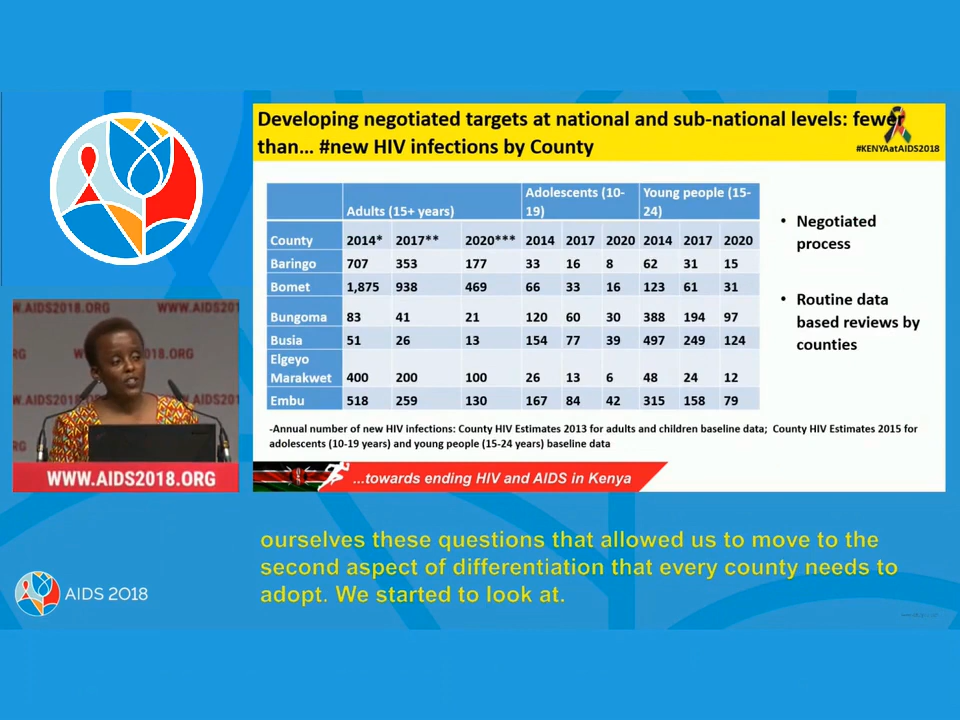 Developing negotiated targets at national and sub-national levels: fewer
than... #new HIV infections by County
#KENYAatAIDS2018
Adults (15+ years) Adolescents (10-19) Young people (15-24)
County 2014* 2017** 2020*** 2014 2017 2020 2014 2017 2020
Baringo 707 353 177 33 16 8 62 31 15
Bomet 1,875 938 469 66 33 16 123 61 31
Bungoma 83 41 21 120 60 30 388 194 97
Busia 51 26 13 154 77 39 497 249 124
Elgeyo
Marakwet 400 200 100 26 13 6 48 24 12
Embu 518 259 130 167 84 42 315 158 79
• Negotiated
process
• Routine data
based reviews by
counties
-Annual number of new HIV infections: County HIV Estimates 2013 for adults and children baseline data; County HIV Estimates 2015 for
adolescents (10-19 years) and young people (15-24 years) baseline data
...towards ending HIV and AIDS in Kenya
W.AIDS2018.ORG
WWW.AIDS2018.O
WWW.AIDS2018.ORG
ourselves these questions that allowed us to move to the
second aspect of differentiation that every county needs to
adopt. We started to look at.
AIDS 2018